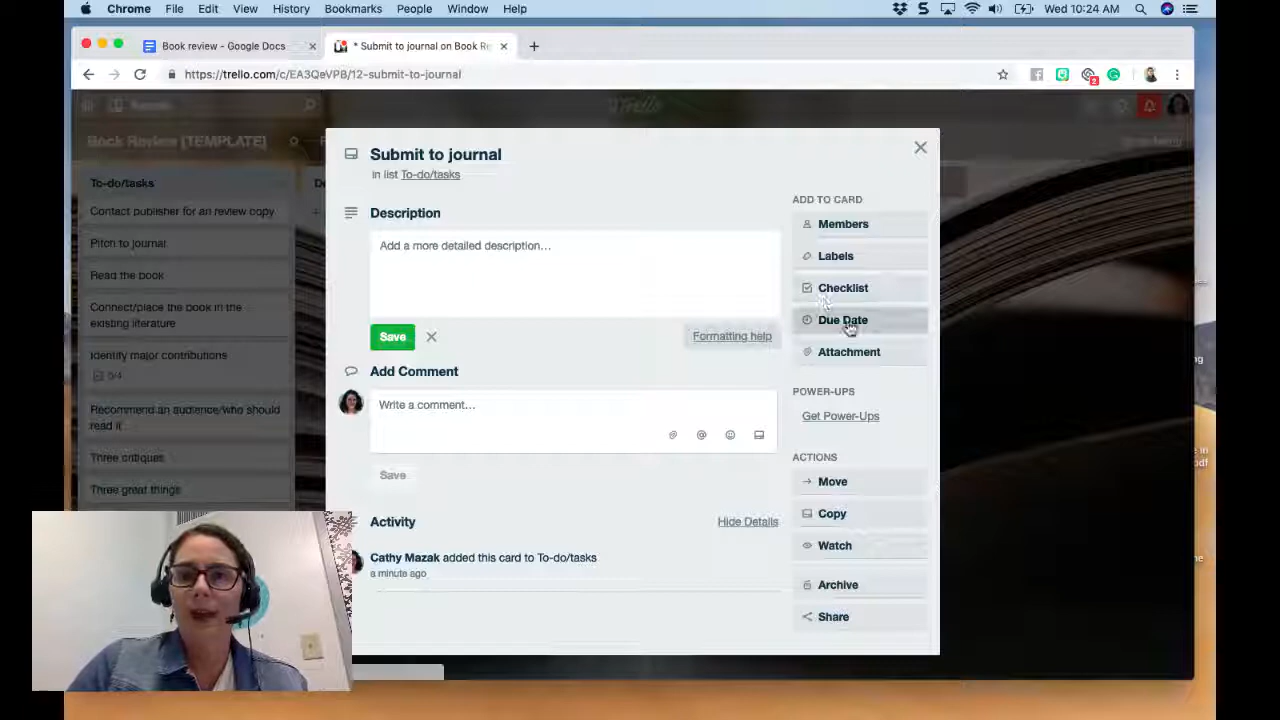 Chrome File Edit View History Bookmarks People Window Help Wed 10:24 AM
Book review - Google Docs
* Submit to journal on Book Re
https://trello.com/c/EA3QeVPB/12-submit-to-journal
2
Trello
Book Review [TEMPLATE]
To-do/tasks
Contact publisher for an review copy
Pitch to journal
Read the book
Connect/place the book in the
existing literature
Identify major contributions
0/4
Recommend an audience/who should
read it
Three critiques
Three great things
Submit to journal
in list To-do/tasks
Description
Add a more detailed description…
Save
Formatting help
Add Comment
Write a comment…
Save
Activity
Hide Details
Cathy Mazak added this card to To-do/tasks
a minute ago
ADD TO CARD
Members
Labels
Checklist
Due Date
Attachment
POWER-UPS
Get Power-Ups
ACTIONS
Move
Copy
Watch
Archive
Share